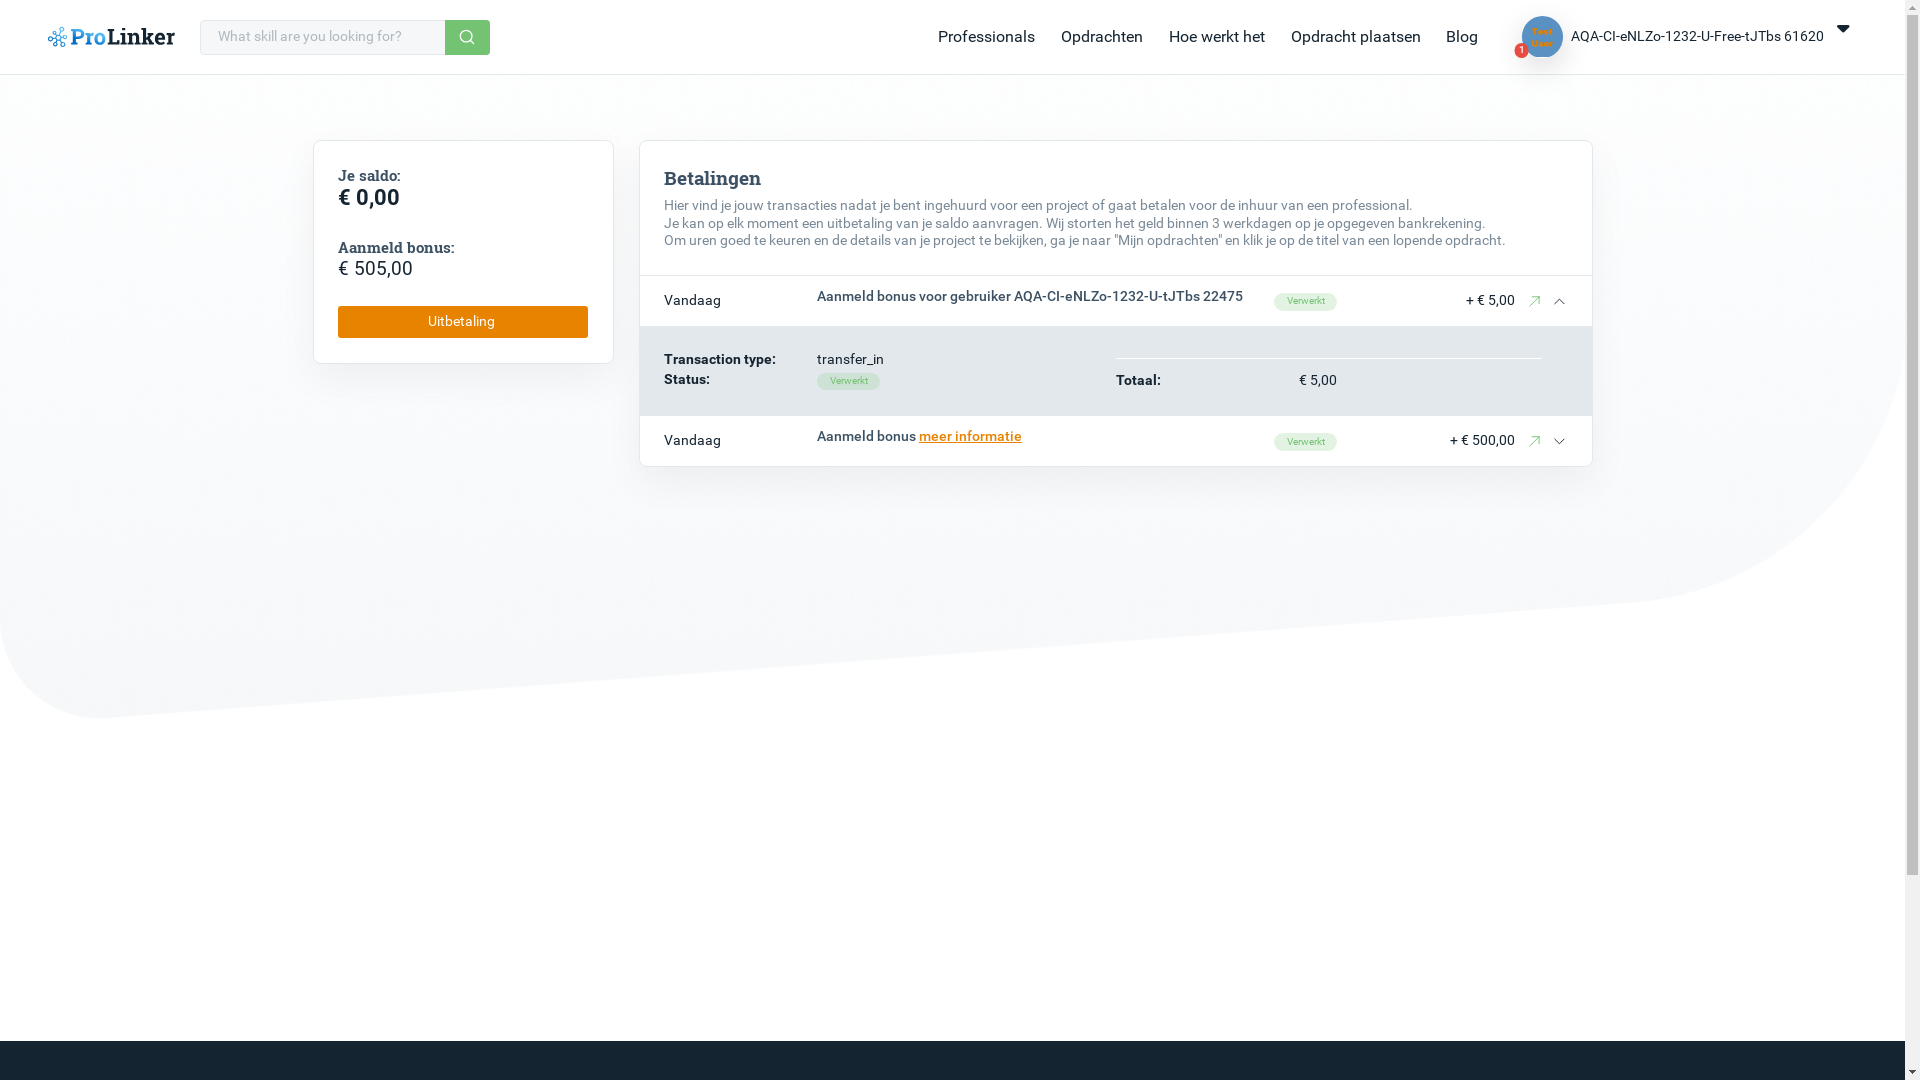 ProLinker
What skill are you looking for?
Professionals
Opdrachten
Hoe werkt het
Opdracht plaatsen
Blog
Test User
1
AQA-CI-eNLZo-1232-U-Free-tJTbs 61620
Je saldo:
€ 0,00
Aanmeld bonus:
€ 505,00
Uitbetaling
Betalingen
Hier vind je jouw transacties nadat je bent ingehuurd voor een project of gaat betalen voor de inhuur van een professional.
Je kan op elk moment een uitbetaling van je saldo aanvragen. Wij storten het geld binnen 3 werkdagen op je opgegeven bankrekening.
Om uren goed te keuren en de details van je project te bekijken, ga je naar "Mijn opdrachten" en klik je op de titel van een lopende opdracht.
Vandaag
Aanmeld bonus voor gebruiker AQA-CI-eNLZo-1232-U-tJTbs 22475
Verwerkt
+ € 5,00
Transaction type: transfer_in
Status: Verwerkt
Totaal: € 5,00
Vandaag
Aanmeld bonus meer informatie
Verwerkt
+ € 500,00